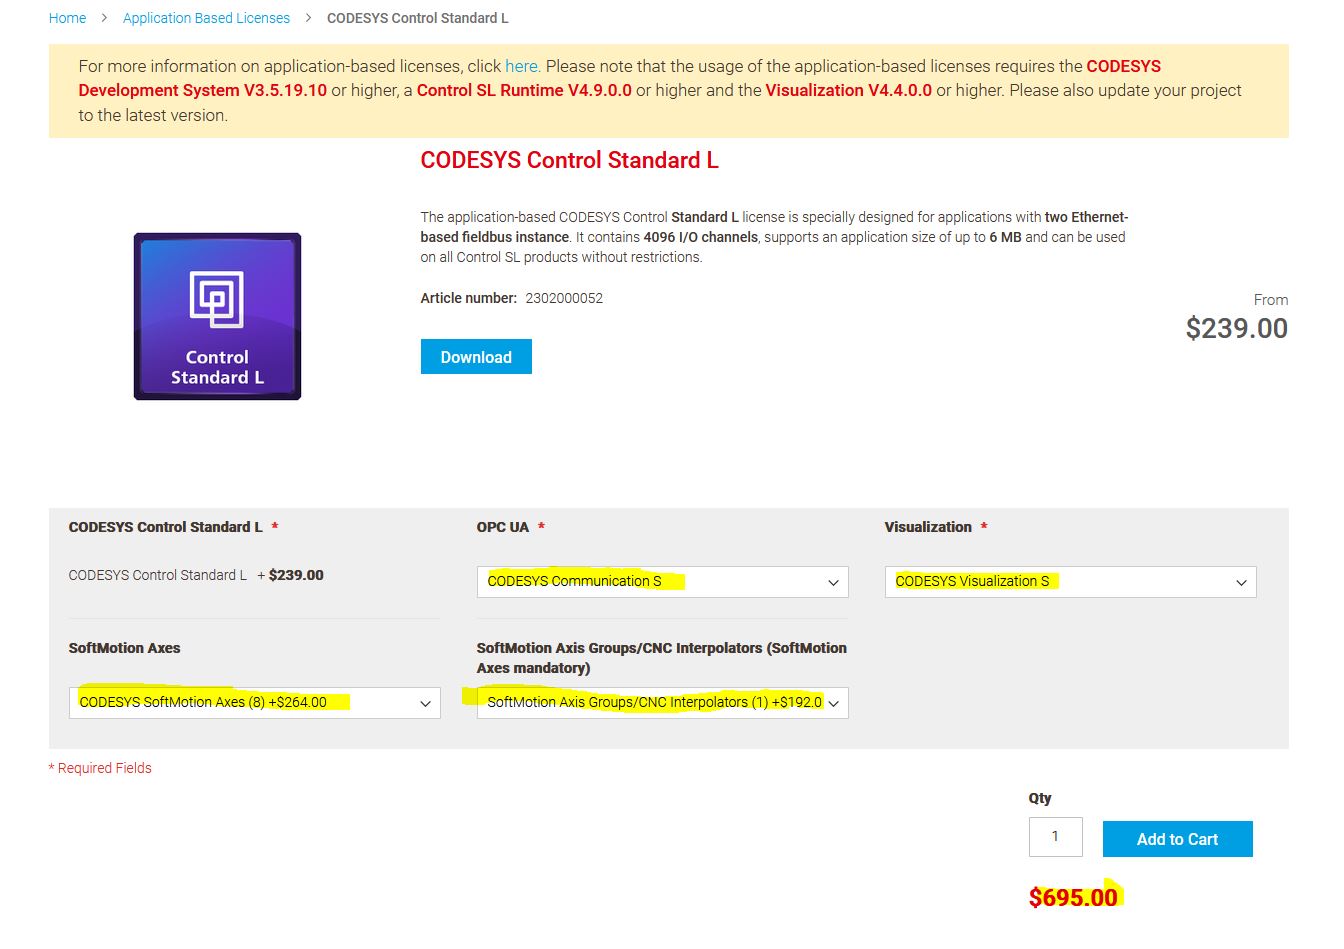 Home > Application Based Licenses > CODESYS Control Standard L
For more information on application-based licenses, click here. Please note that the usage of the application-based licenses requires the CODESYS
Development System V3.5.19.10 or higher, a Control SL Runtime V4.9.0.0 or higher and the Visualization V4.4.0.0 or higher. Please also update your project
to the latest version.
CODESYS Control Standard L
The application-based CODESYS Control Standard L license is specially designed for applications with two Ethernet-
based fieldbus instance. It contains 4096 I/O channels, supports an application size of up to 6 MB and can be used
on all Control SL products without restrictions.
Article number: 2302000052
From
$239.00
Download
Control
Standard L
CODESYS Control Standard L *
CODESYS Control Standard L + $239.00
OPC UA *
CODESYS Communication S
Visualization *
CODESYS Visualization S
SoftMotion Axes
CODESYS SoftMotion Axes (8) +$264.00
SoftMotion Axis Groups/CNC Interpolators (SoftMotion
Axes mandatory)
SoftMotion Axis Groups/CNC Interpolators (1) +$192.0
* Required Fields
Qty
1
Add to Cart
$695.00